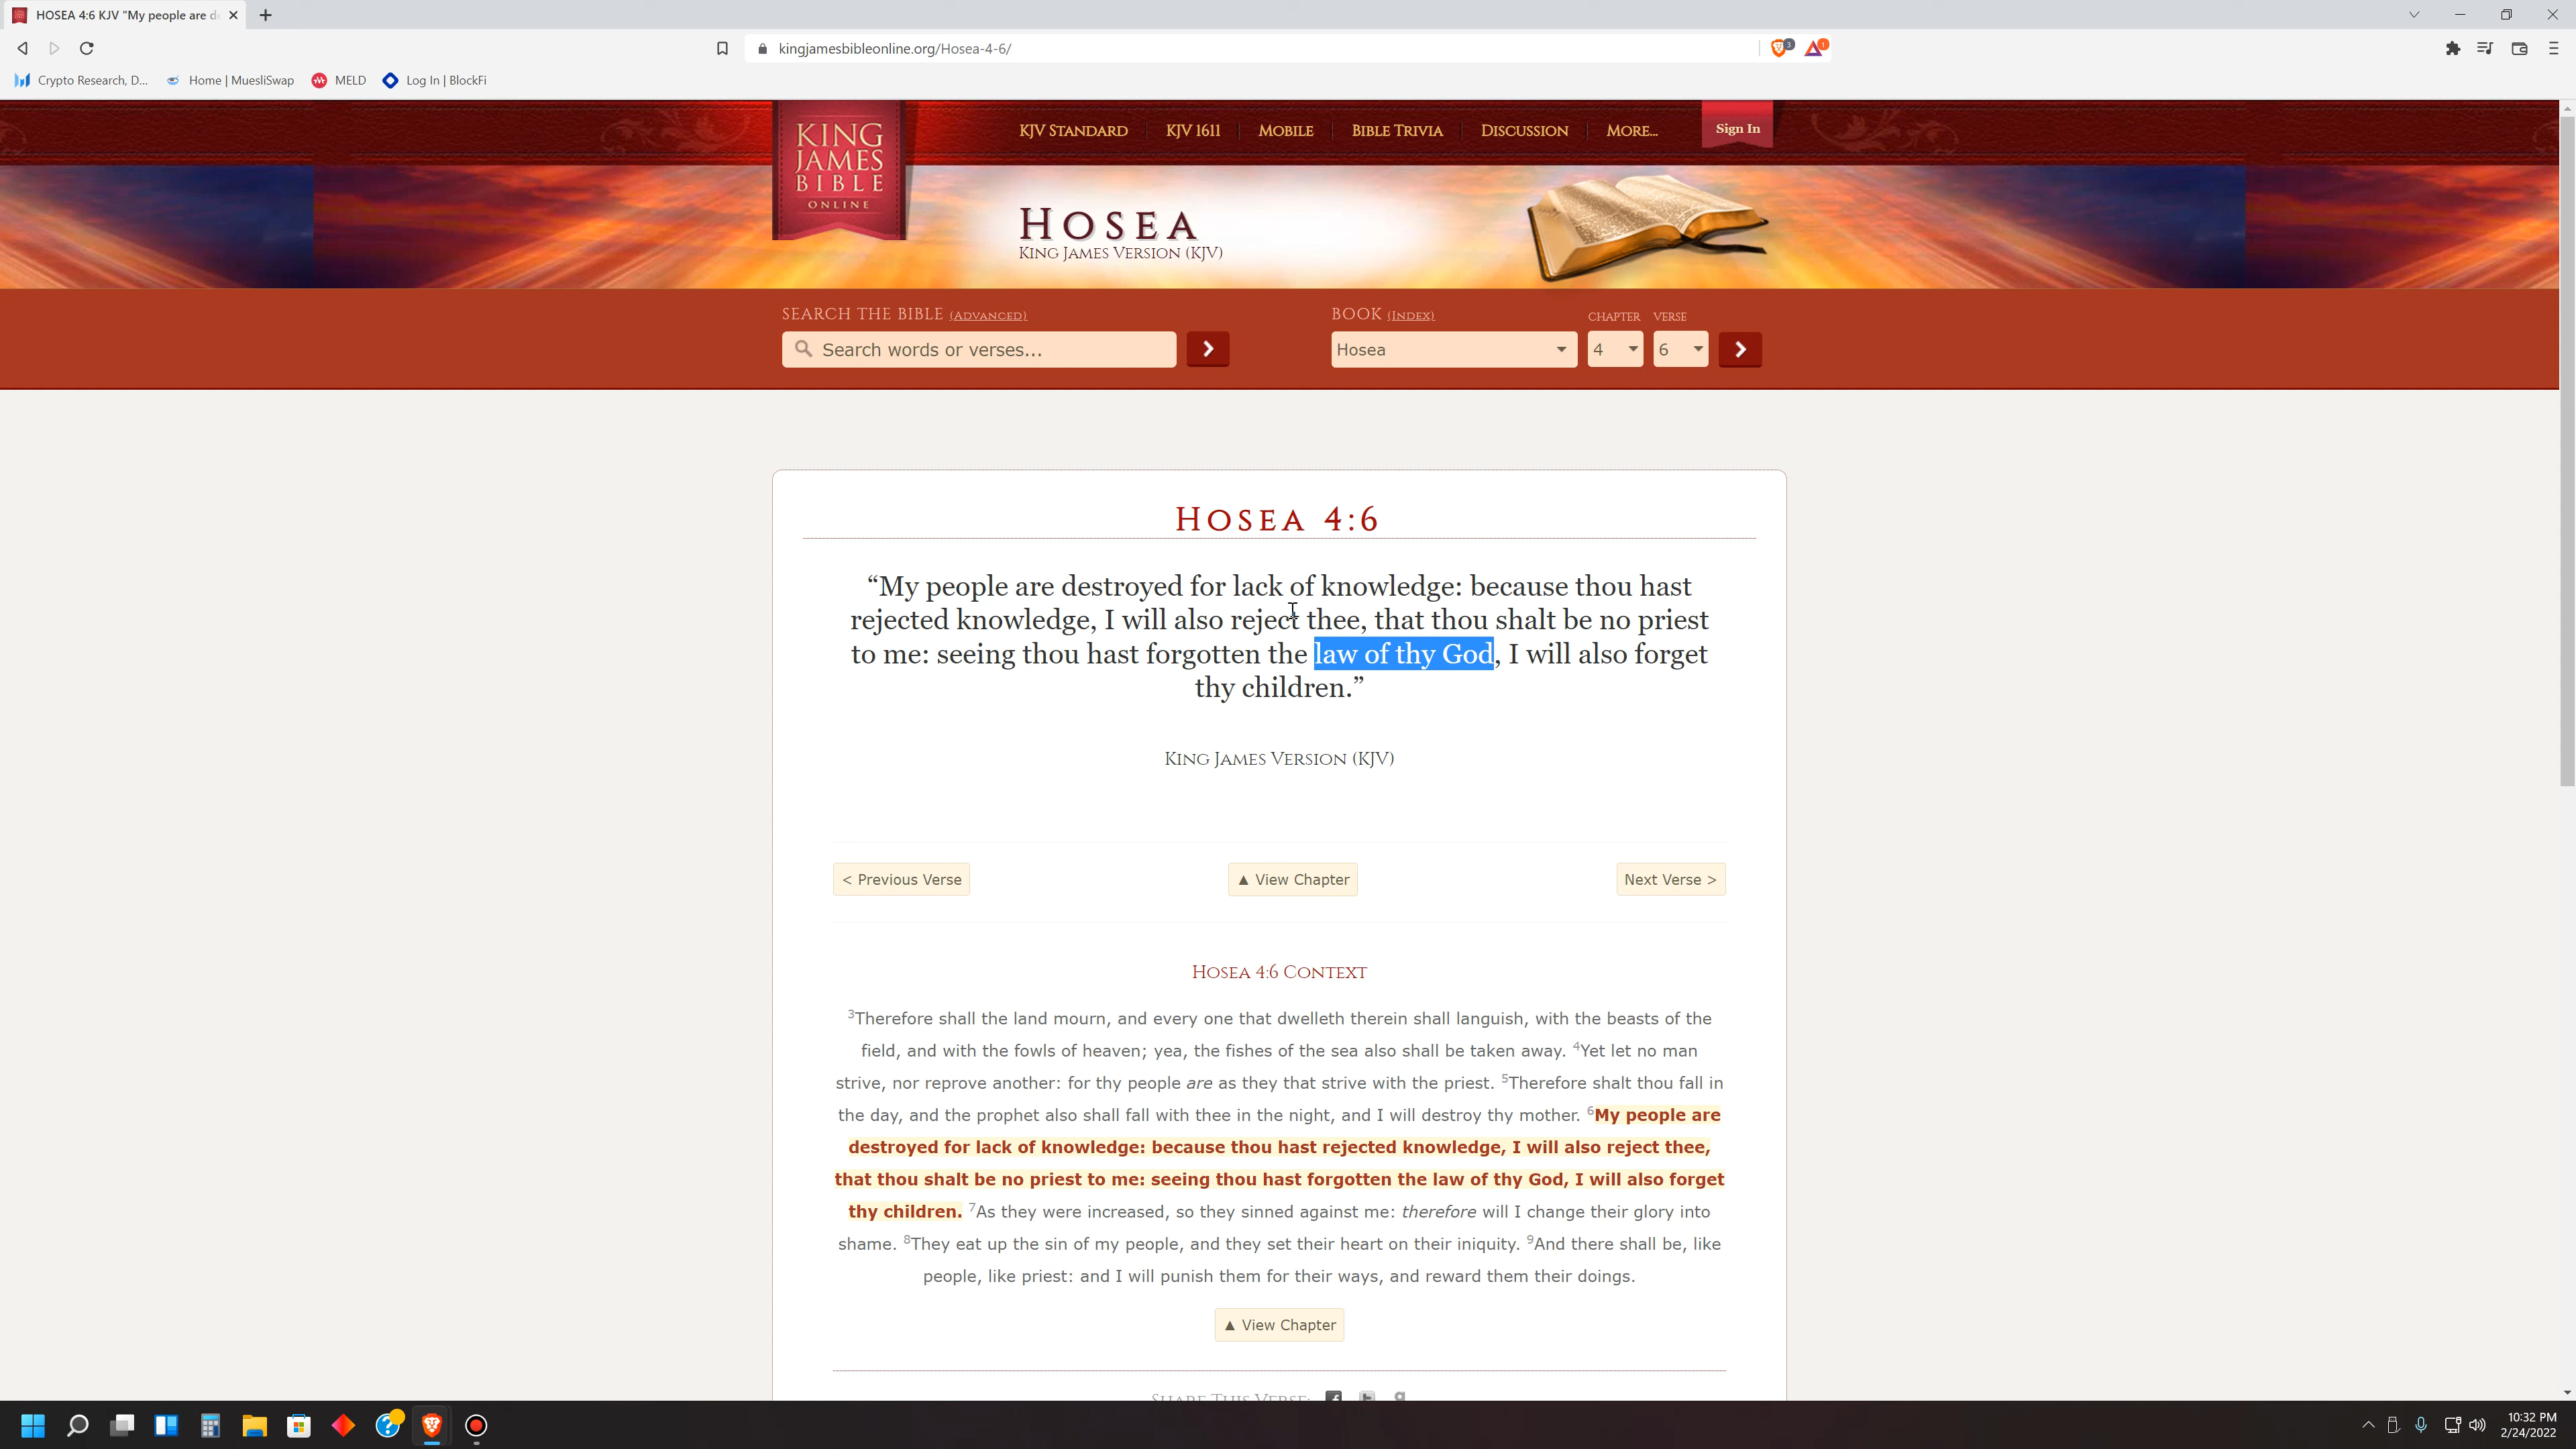 HOSEA 4:6 KJV "My people are d
kingjamesbibleonline.org/Hosea-4-6/
3
1
Crypto Research, D...
Home | MuesliSwap
MELD
Log In | BlockFi
KING
JAMES
BIBLE
ONLINE
KJV STANDARD
KJV 1611
MOBILE
BIBLE TRIVIA
DISCUSSION
MORE...
Sign In
HOSEA
KING JAMES VERSION (KJV)
SEARCH THE BIBLE (ADVANCED)
BOOK (INDEX)
CHAPTER
VERSE
Search words or verses...
Hosea
4
6
HOSEA 4:6
“My people are destroyed for lack of knowledge: because thou hast
rejected knowledge, I will also reject thee, that thou shalt be no priest
to me: seeing thou hast forgotten the law of thy God, I will also forget
thy children.”
KING JAMES VERSION (KJV)
< Previous Verse
▲ View Chapter
Next Verse >
HOSEA 4:6 CONTEXT
3Therefore shall the land mourn, and every one that dwelleth therein shall languish, with the beasts of the
field, and with the fowls of heaven; yea, the fishes of the sea also shall be taken away. 4Yet let no man
strive, nor reprove another: for thy people are as they that strive with the priest. 5Therefore shalt thou fall in
the day, and the prophet also shall fall with thee in the night, and I will destroy thy mother. 6My people are
destroyed for lack of knowledge: because thou hast rejected knowledge, I will also reject thee,
that thou shalt be no priest to me: seeing thou hast forgotten the law of thy God, I will also forget
thy children. 7As they were increased, so they sinned against me: therefore will I change their glory into
shame. 8They eat up the sin of my people, and they set their heart on their iniquity. 9And there shall be, like
people, like priest: and I will punish them for their ways, and reward them their doings.
▲ View Chapter
SHARE THIS VERSE:
10:32 PM
2/24/2022